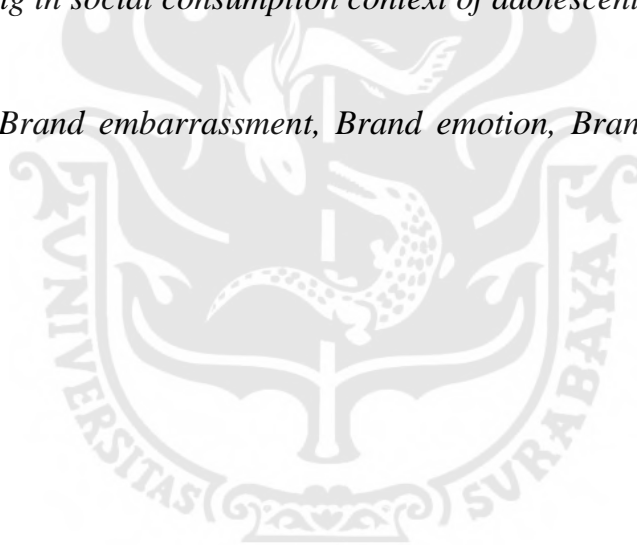 g in social consumption context of adolescent
Brand embarrassment, Brand emotion, Bran
UNIVERSITAS SURABAYA